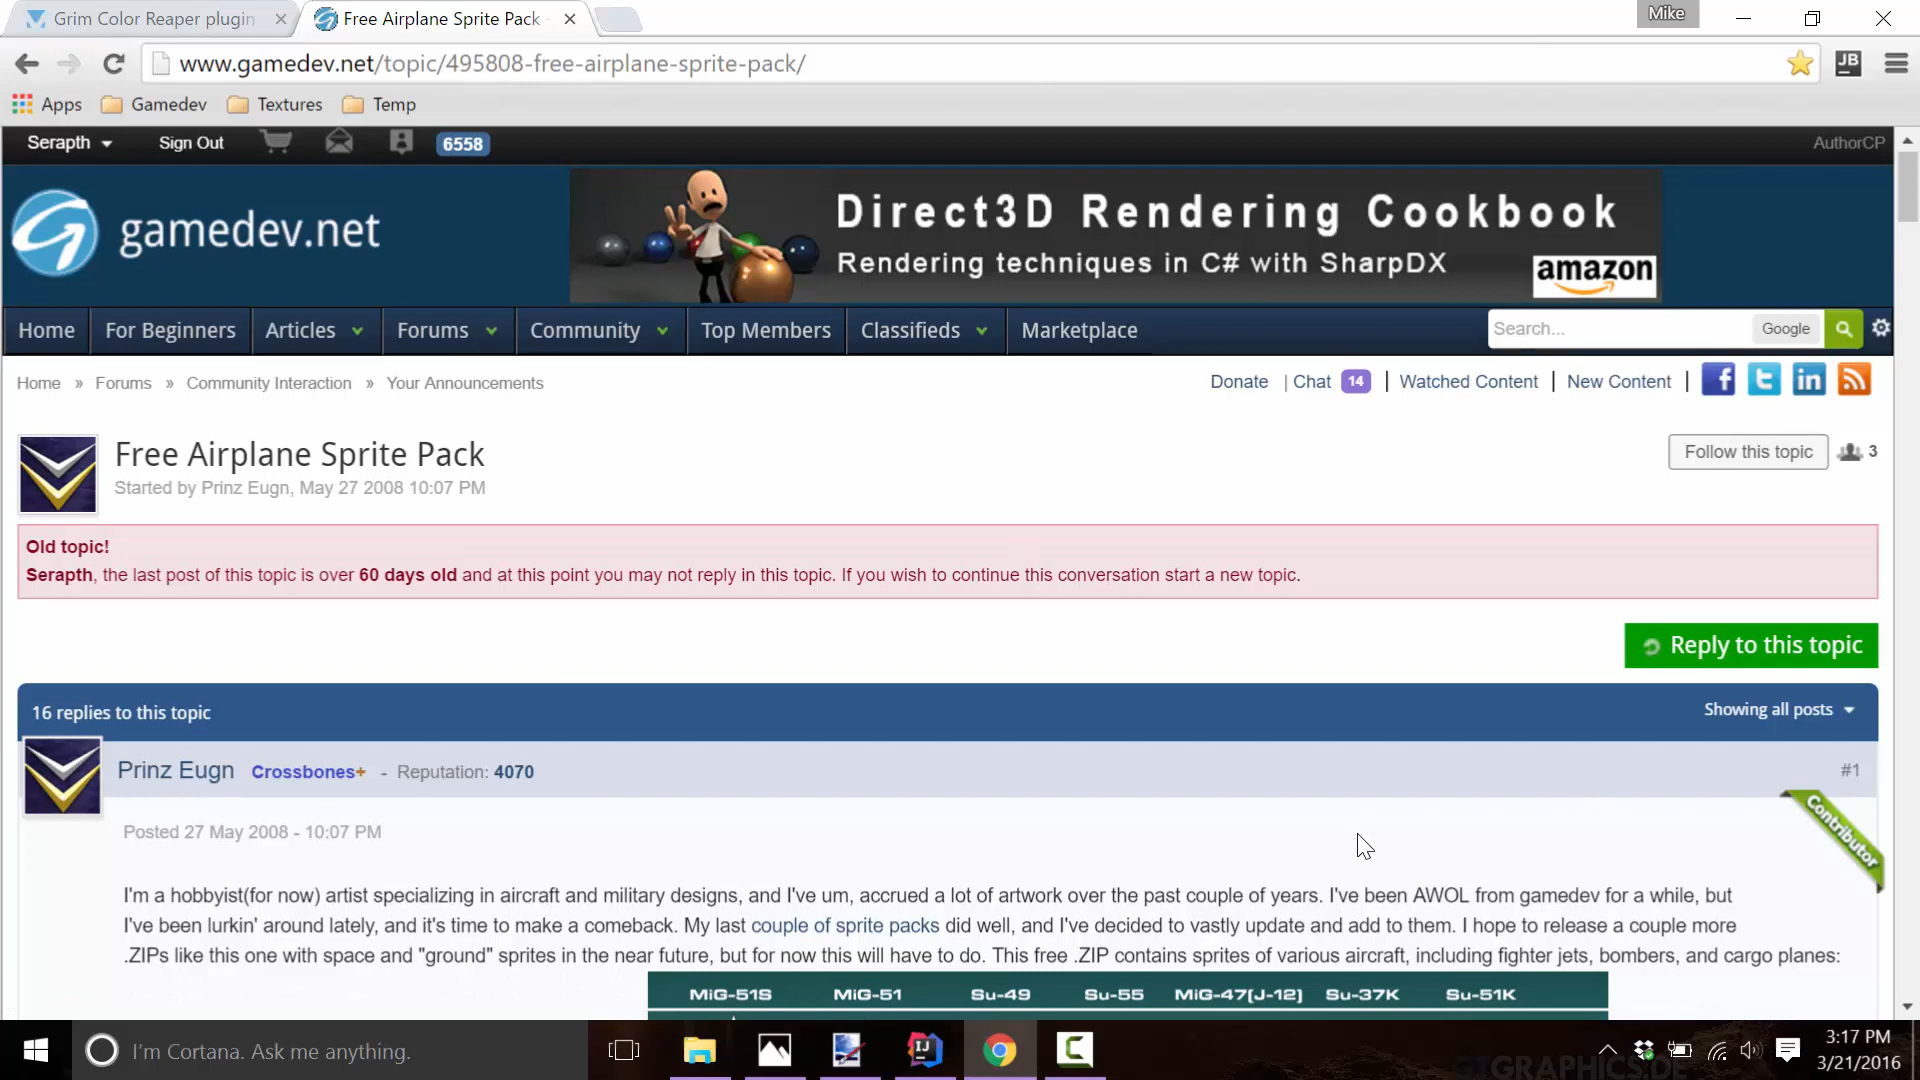 Grim Color Reaper plugin
Free Airplane Sprite Pack
Mike
www.gamedev.net/topic/495808-free-airplane-sprite-pack/
JB
Apps Gamedev Textures Temp
Serapth Sign Out 6558 AuthorCP
gamedev.net
Direct3D Rendering Cookbook
Rendering techniques in C# with SharpDX
amazon
Home For Beginners Articles Forums Community Top Members Classifieds Marketplace Search... Google
Home » Forums » Community Interaction » Your Announcements
Donate | Chat 14 | Watched Content | New Content |
Free Airplane Sprite Pack
Started by Prinz Eugn, May 27 2008 10:07 PM
Follow this topic 3
Old topic!
Serapth, the last post of this topic is over 60 days old and at this point you may not reply in this topic. If you wish to continue this conversation start a new topic.
Reply to this topic
16 replies to this topic
Showing all posts
Prinz Eugn Crossbones+ - Reputation: 4070
#1
Contributor
Posted 27 May 2008 - 10:07 PM
I'm a hobbyist(for now) artist specializing in aircraft and military designs, and I've um, accrued a lot of artwork over the past couple of years. I've been AWOL from gamedev for a while, but
I've been lurkin' around lately, and it's time to make a comeback. My last couple of sprite packs did well, and I've decided to vastly update and add to them. I hope to release a couple more
.ZIPs like this one with space and "ground" sprites in the near future, but for now this will have to do. This free .ZIP contains sprites of various aircraft, including fighter jets, bombers, and cargo planes:
MiG-51S MiG-51 Su-49 Su-55 MiG-47[J-12] Su-37K Su-51K
I'm Cortana. Ask me anything.
IJ
GTGRAPHICS.DE
3:17 PM
3/21/2016